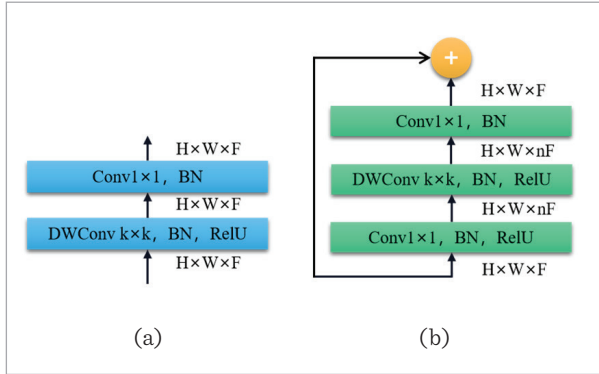 H×W×F
Conv1×1, BN
H×W×F
DWConv k×k, BN, RelU
H×W×F
(a)
+
H×W×F
Conv1×1, BN
H×W×nF
DWConv k×k, BN, RelU
H×W×nF
Conv1×1, BN, RelU
H×W×F
(b)